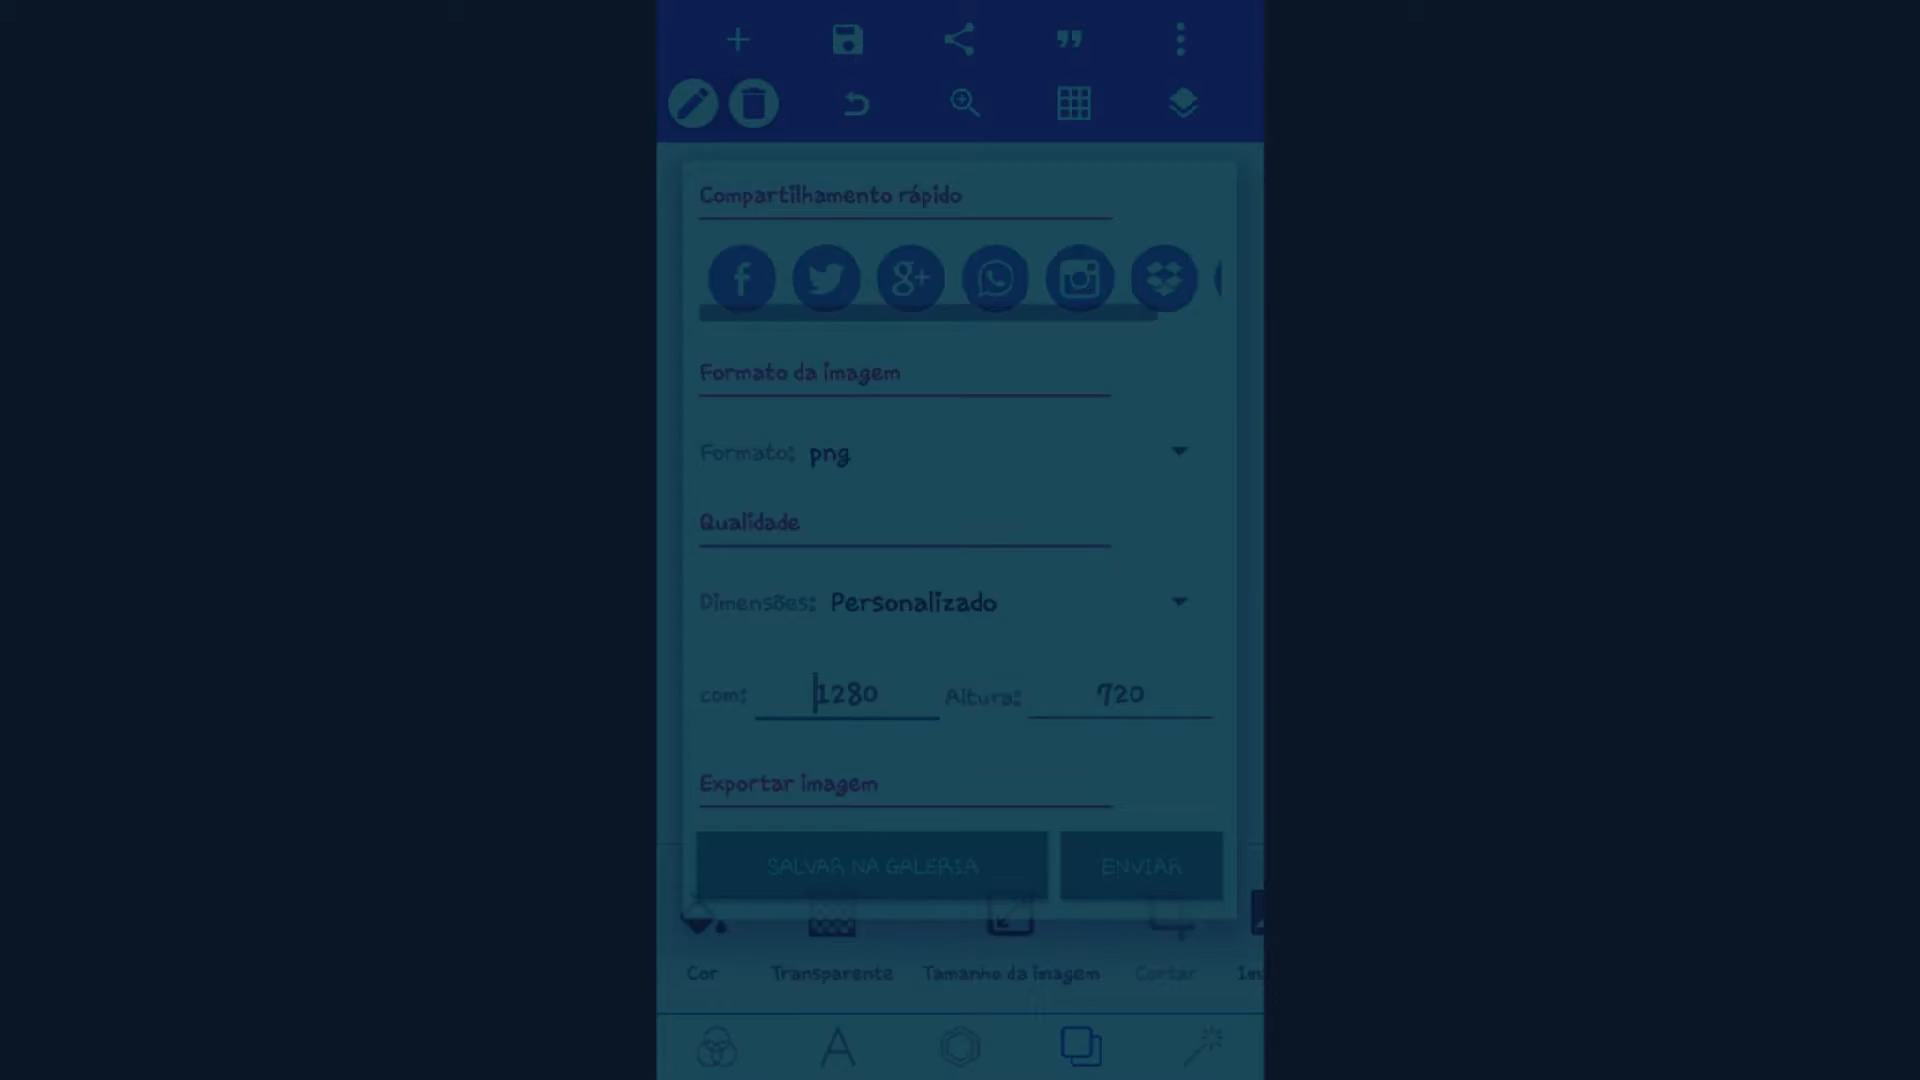 Compartilhamento rápido
Formato da imagem
Formato: png
Qualidade
Dimensões: Personalizado
com: 1280 Altura: 720
Exportar imagem
SALVAR NA GALERIA ENVIAR
Cor Transparente Tamanho da imagem Cortar